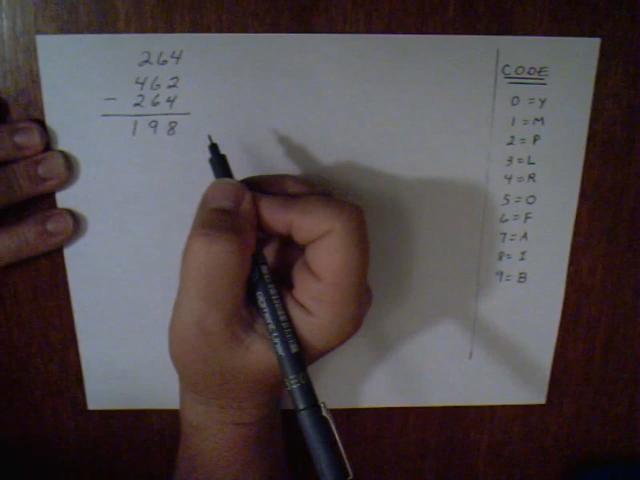 264
462
- 264
198
CODE
0 = Y
1 = M
2 = P
3 = L
4 = R
5 = O
6 = F
7 = A
8 = I
9 = B